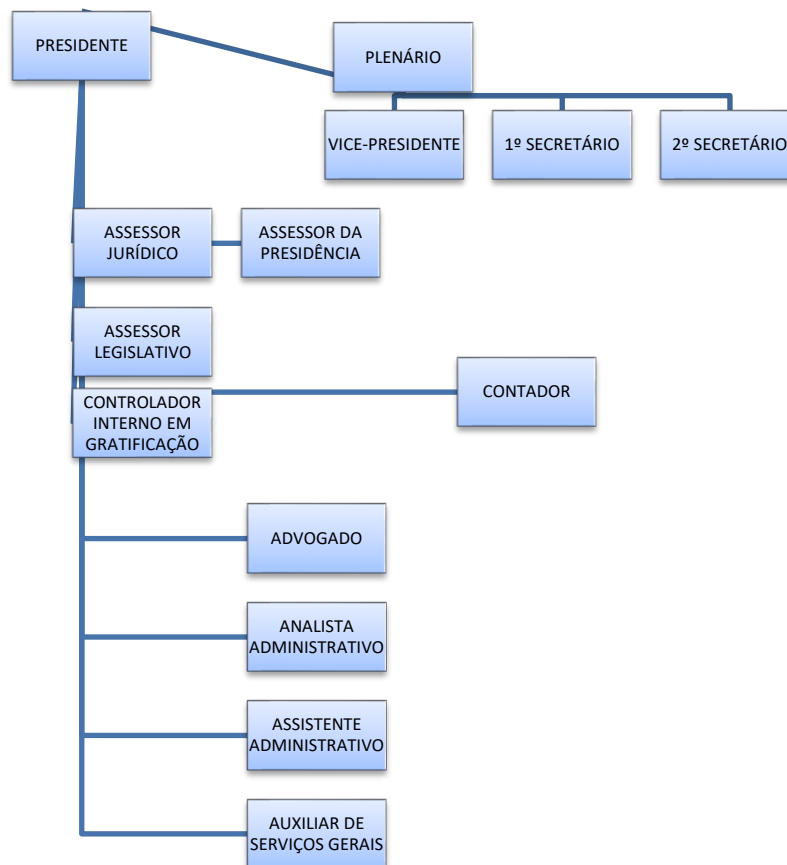 PRESIDENTE
PLENÁRIO
VICE-PRESIDENTE
1º SECRETÁRIO
2º SECRETÁRIO
ASSESSOR
JURÍDICO
ASSESSOR DA
PRESIDÊNCIA
ASSESSOR
LEGISLATIVO
CONTROLADOR
INTERNO EM
GRATIFICAÇÃO
CONTADOR
ADVOGADO
ANALISTA
ADMINISTRATIVO
ASSISTENTE
ADMINISTRATIVO
AUXILIAR DE
SERVIÇOS GERAIS